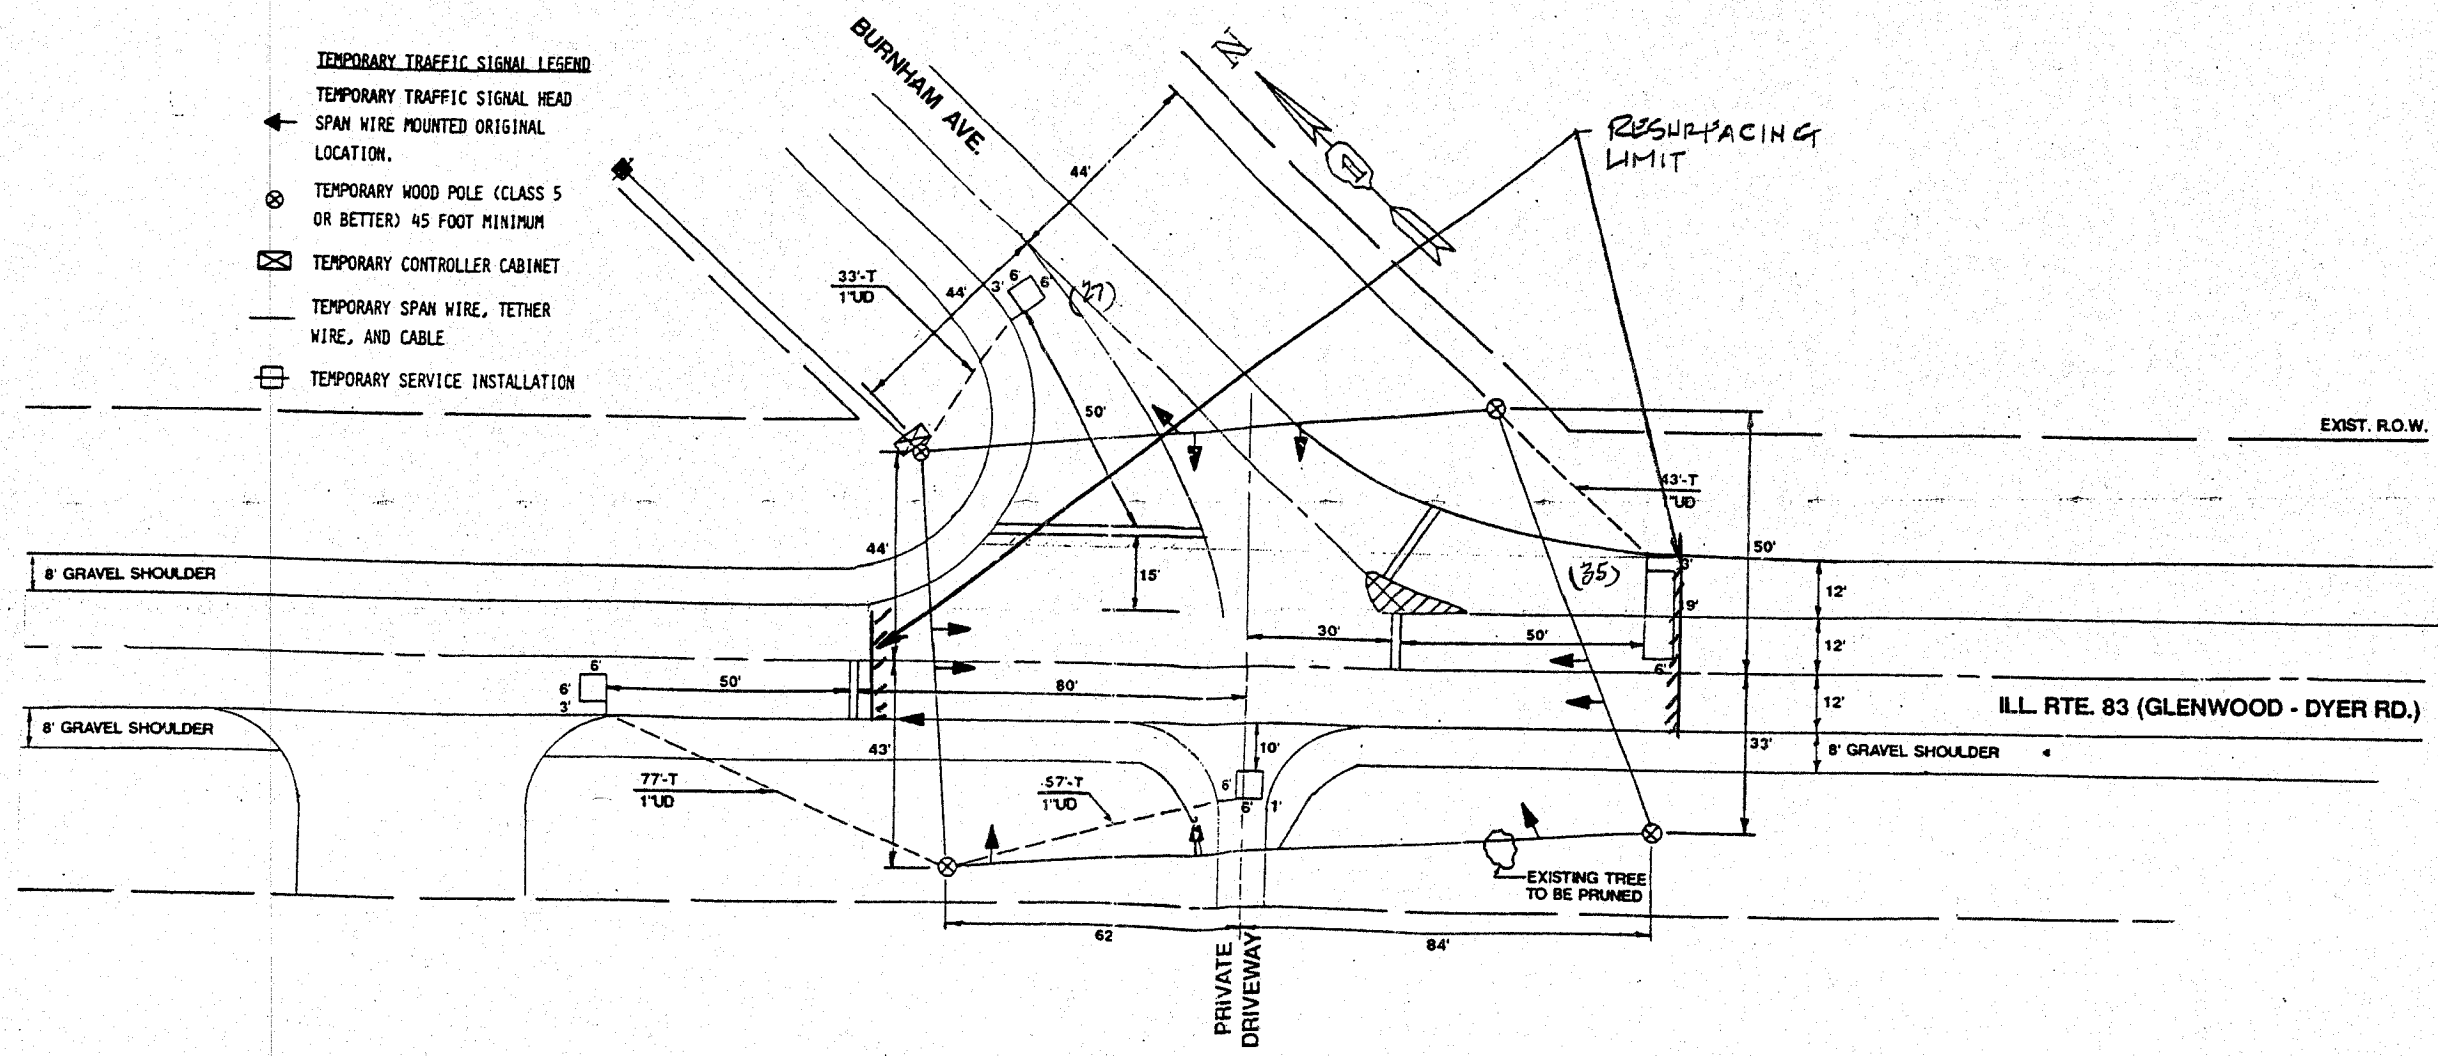 TEMPORARY TRAFFIC SIGNAL LEGEND
TEMPORARY TRAFFIC SIGNAL HEAD
SPAN WIRE MOUNTED ORIGINAL
LOCATION.
TEMPORARY WOOD POLE (CLASS 5
OR BETTER) 45 FOOT MINIMUM
TEMPORARY CONTROLLER CABINET
TEMPORARY SPAN WIRE, TETHER
WIRE, AND CABLE
TEMPORARY SERVICE INSTALLATION
BURNHAM AVE.
N
RESURFACING
LIMIT
44'
44'
33'-T
1"UD
3'
6'
6'
(27)
50'
EXIST. R.O.W.
43'-T
1"UD
44'
50'
15'
8' GRAVEL SHOULDER
(35)
3'
9'
12'
30'
50'
12'
6'
6'
6'
3'
50'
80'
12'
ILL. RTE. 83 (GLENWOOD - DYER RD.)
8' GRAVEL SHOULDER
43'
10'
33'
8' GRAVEL SHOULDER
77'-T
1"UD
57'-T
1"UD
6'
6'
1'
EXISTING TREE
TO BE PRUNED
62
84'
PRIVATE
DRIVEWAY